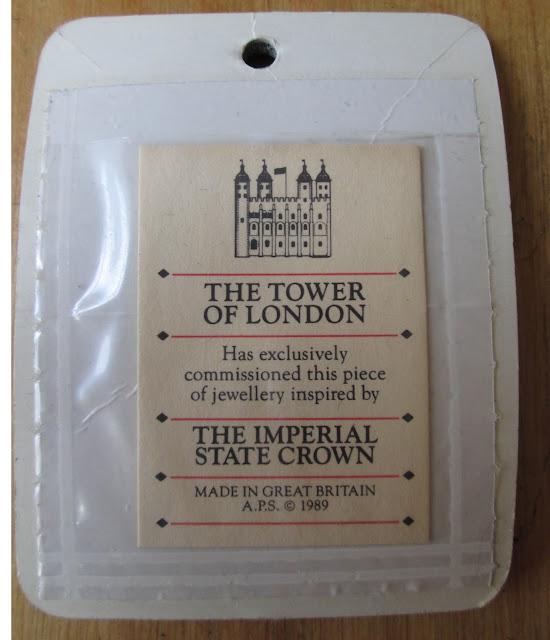 THE TOWER
OF LONDON
Has exclusively
commissioned this piece
of jewellery inspired by
THE IMPERIAL
STATE CROWN
MADE IN GREAT BRITAIN
A.P.S. © 1989